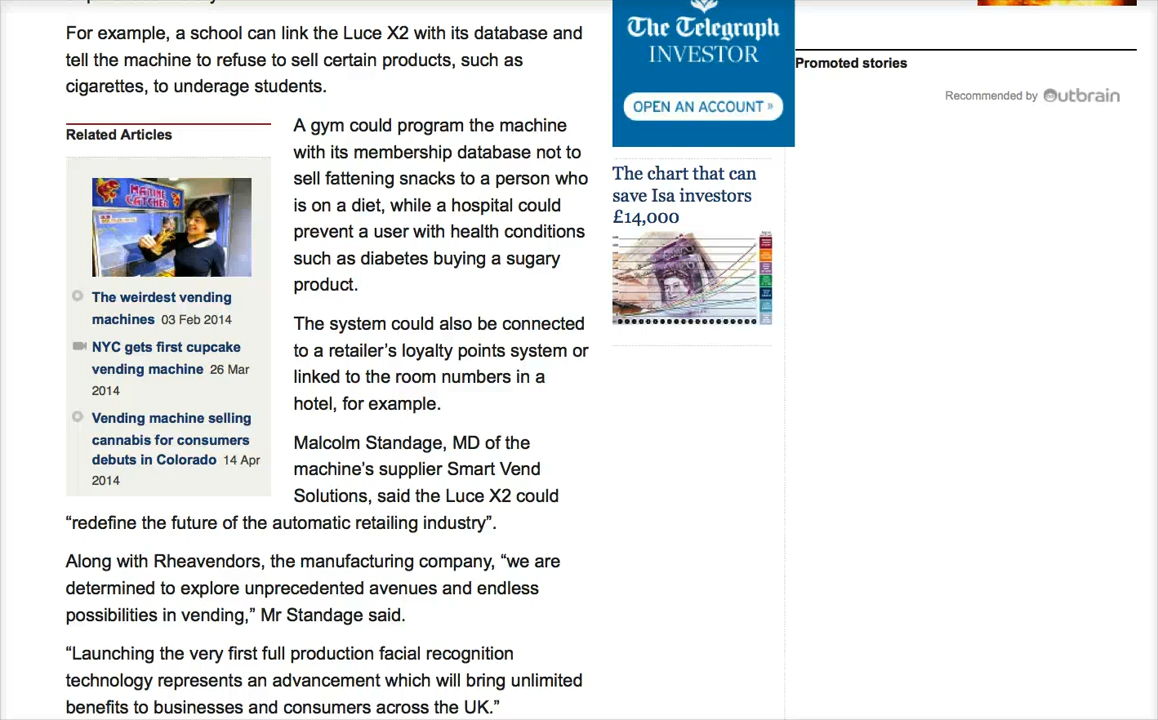 For example, a school can link the Luce X2 with its database and
tell the machine to refuse to sell certain products, such as
cigarettes, to underage students.
Related Articles
MARINE
CATCHER
The weirdest vending
machines 03 Feb 2014
NYC gets first cupcake
vending machine 26 Mar
2014
Vending machine selling
cannabis for consumers
debuts in Colorado 14 Apr
2014
A gym could program the machine
with its membership database not to
sell fattening snacks to a person who
is on a diet, while a hospital could
prevent a user with health conditions
such as diabetes buying a sugary
product.
The system could also be connected
to a retailer’s loyalty points system or
linked to the room numbers in a
hotel, for example.
Malcolm Standage, MD of the
machine’s supplier Smart Vend
Solutions, said the Luce X2 could
“redefine the future of the automatic retailing industry”.
Along with Rheavendors, the manufacturing company, “we are
determined to explore unprecedented avenues and endless
possibilities in vending,” Mr Standage said.
“Launching the very first full production facial recognition
technology represents an advancement which will bring unlimited
benefits to businesses and consumers across the UK.”
The Telegraph
INVESTOR
OPEN AN ACCOUNT »
The chart that can
save Isa investors
£14,000
Promoted stories
Recommended by Outbrain